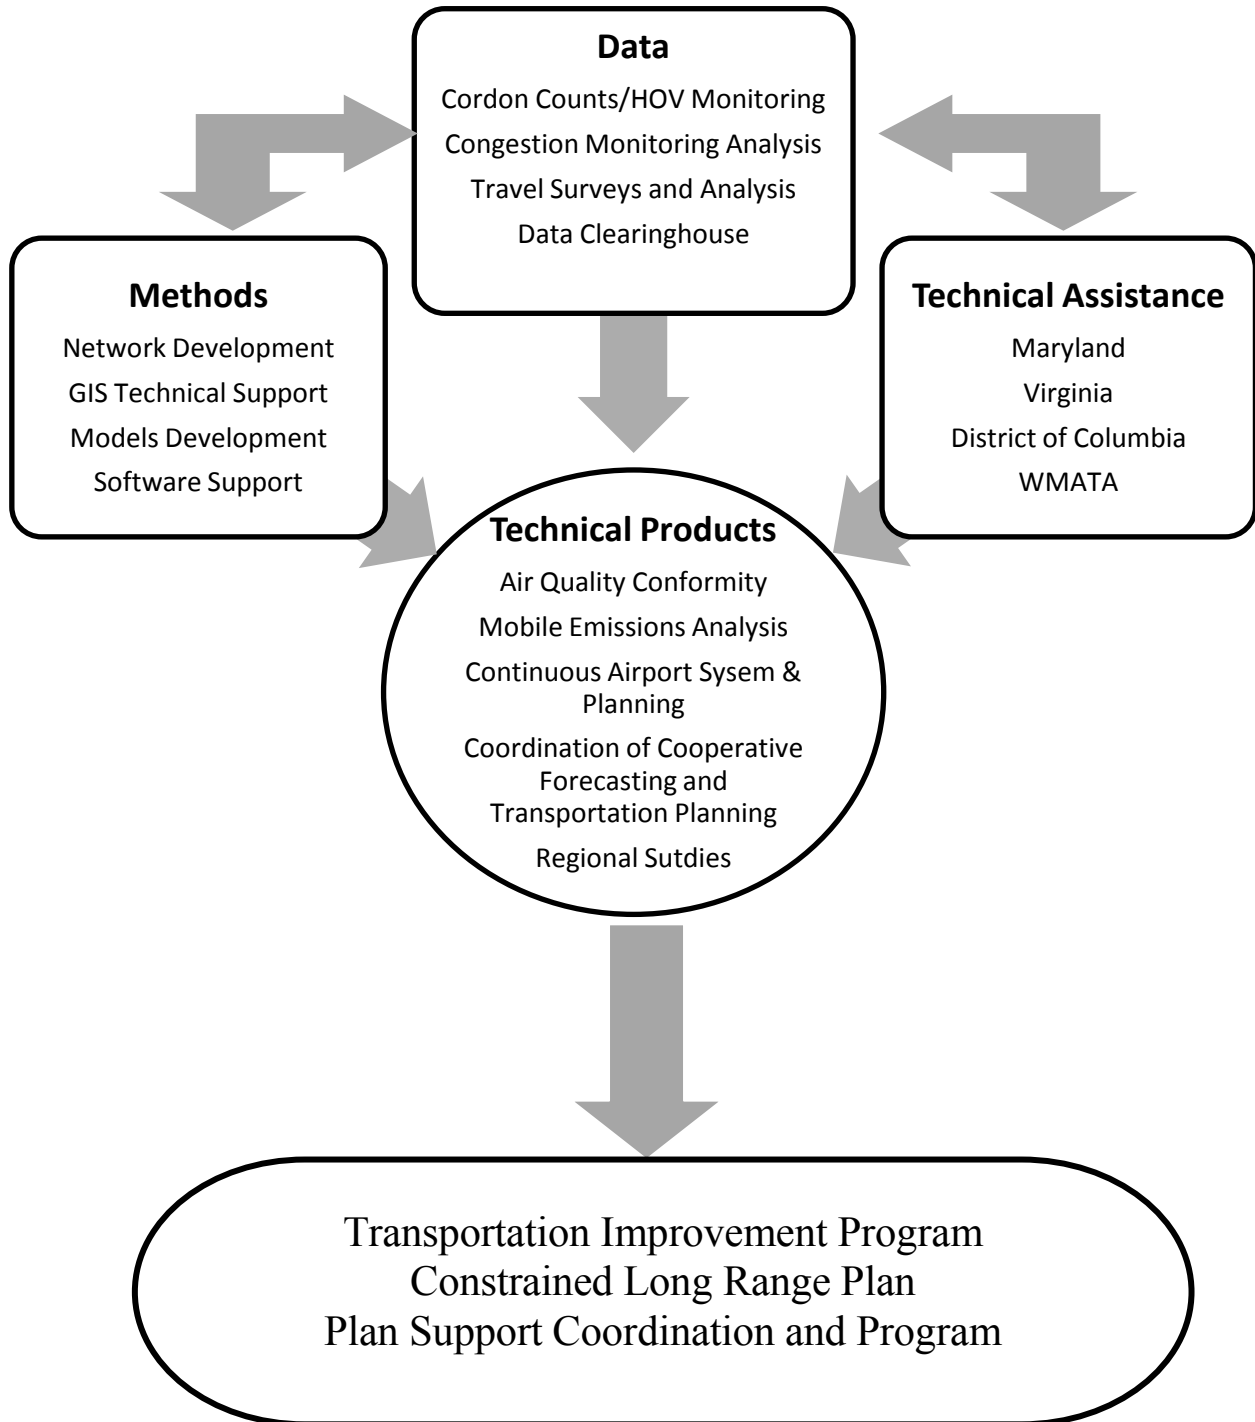 Data
Cordon Counts/HOV Monitoring
Congestion Monitoring Analysis
Travel Surveys and Analysis
Data Clearinghouse
Methods
Network Development
GIS Technical Support
Models Development
Software Support
Technical Assistance
Maryland
Virginia
District of Columbia
WMATA
Technical Products
Air Quality Conformity
Mobile Emissions Analysis
Continuous Airport Sysem &
Planning
Coordination of Cooperative
Forecasting and
Transportation Planning
Regional Sutdies
Transportation Improvement Program
Constrained Long Range Plan
Plan Support Coordination and Program